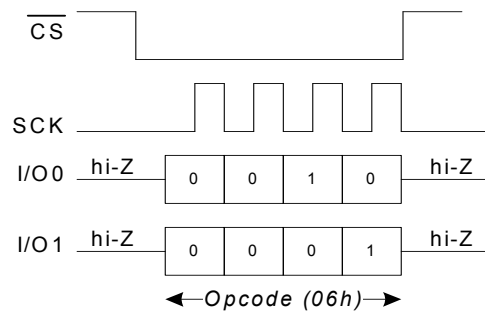 CS
SCK
I/O0 hi-Z 0 0 1 0 hi-Z
I/O1 hi-Z 0 0 0 1 hi-Z
Opcode (06h)